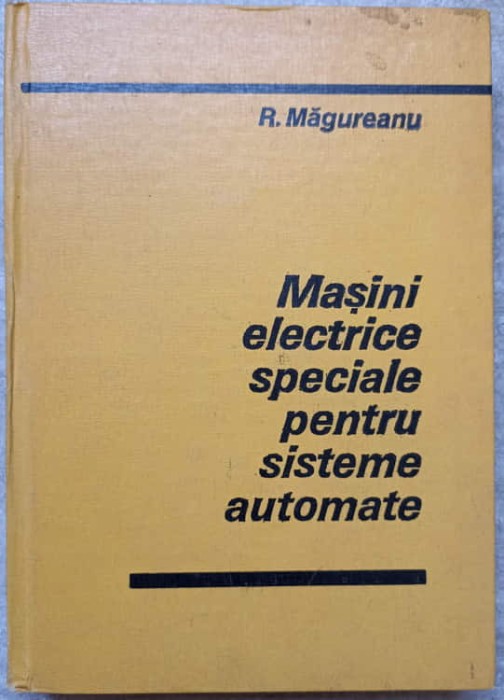 R. Măgureanu
Mașini
electrice
speciale
pentru
sisteme
automate